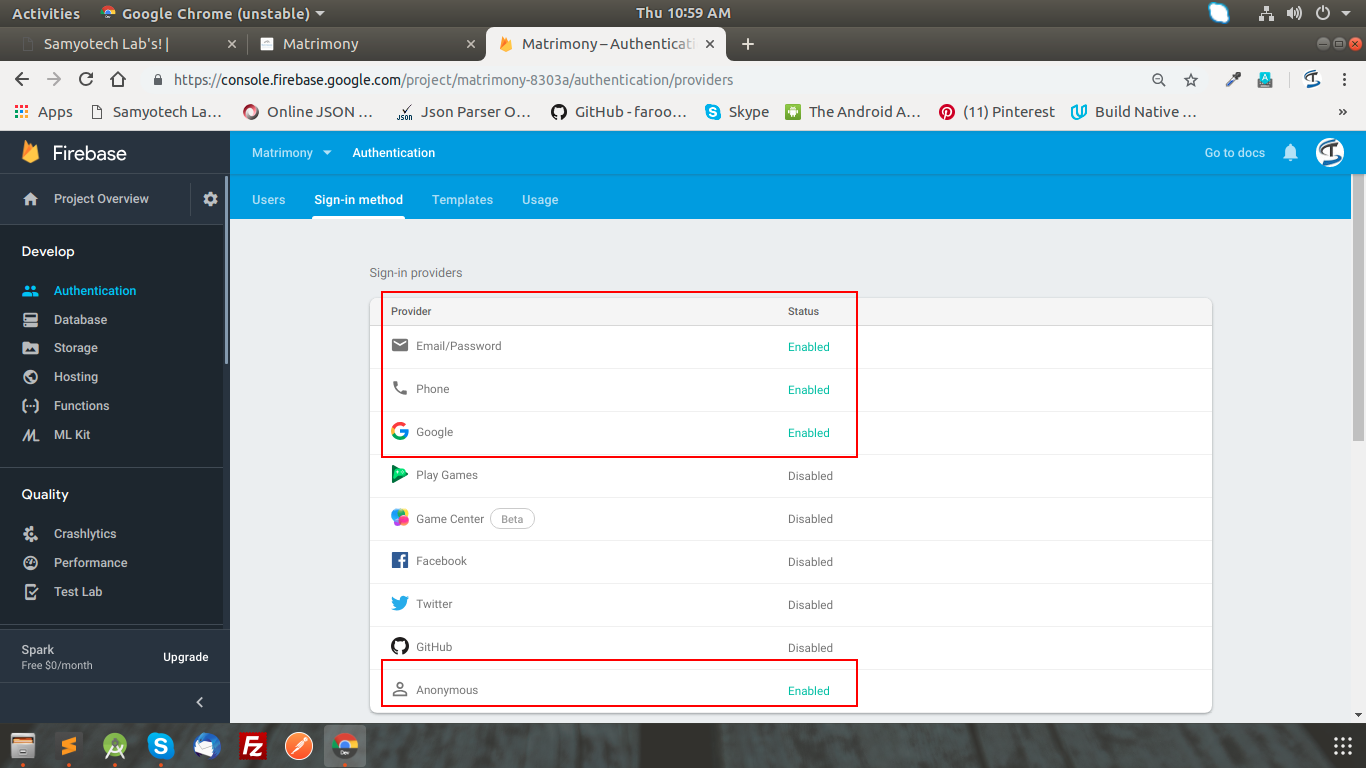 Activities Google Chrome (unstable) Thu 10:59 AM
Samyotech Lab's! | Matrimony Matrimony – Authenticati
https://console.firebase.google.com/project/matrimony-8303a/authentication/providers
Apps Samyotech La... Online JSON ... JSON Json Parser O... GitHub - faroo... Skype The Android A... (11) Pinterest Build Native ... »
Firebase Matrimony Authentication Go to docs
Project Overview
Users Sign-in method Templates Usage
Develop
Authentication
Database
Storage
Hosting
Functions
ML Kit
Quality
Crashlytics
Performance
Test Lab
Spark
Free $0/month
Upgrade
Sign-in providers
Provider Status
Email/Password Enabled
Phone Enabled
Google Enabled
Play Games Disabled
Game Center Beta Disabled
Facebook Disabled
Twitter Disabled
GitHub Disabled
Anonymous Enabled
Dev